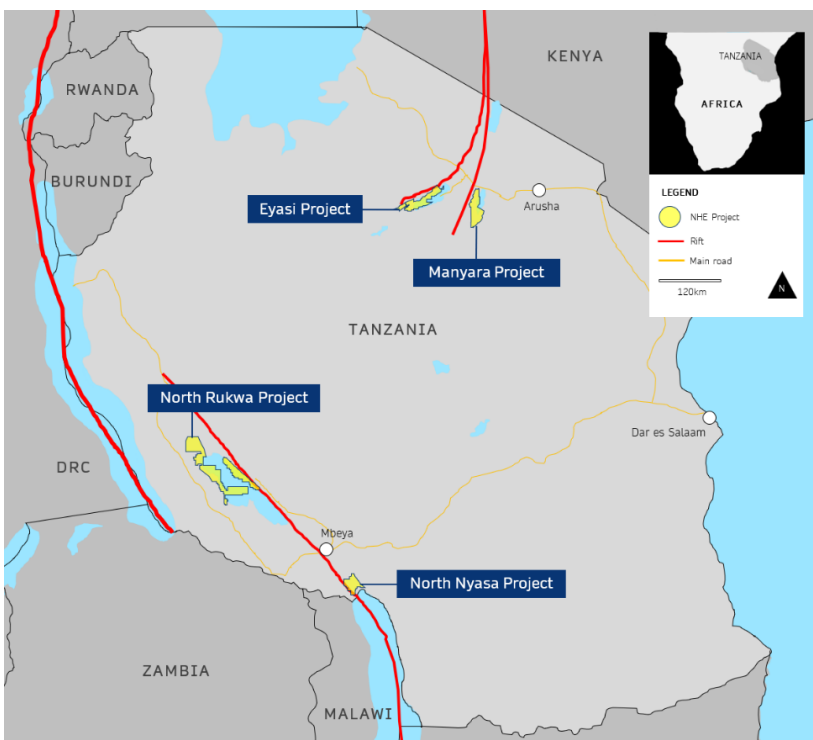 KENYA
TANZANIA
AFRICA
RWANDA
BURUNDI
LEGEND
NHE Project
Rift
Main road
120km
N
Eyasi Project
Arusha
Manyara Project
TANZANIA
North Rukwa Project
Dar es Salaam
DRC
Mbeya
North Nyasa Project
ZAMBIA
MALAWI